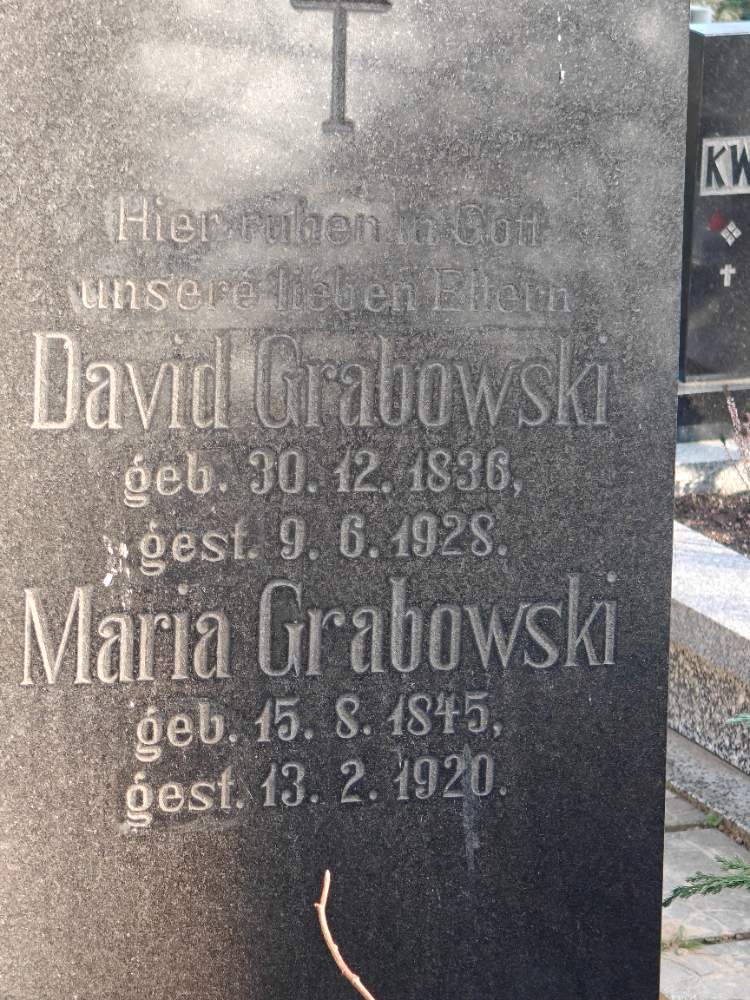 Hier ruhen in Gott
unsere lieben Eltern
David Grabowski
geb. 30. 12. 1836,
gest. 9. 6. 1928.
Maria Grabowski
geb. 15. 8. 1845,
gest. 13. 2. 1920.
KW